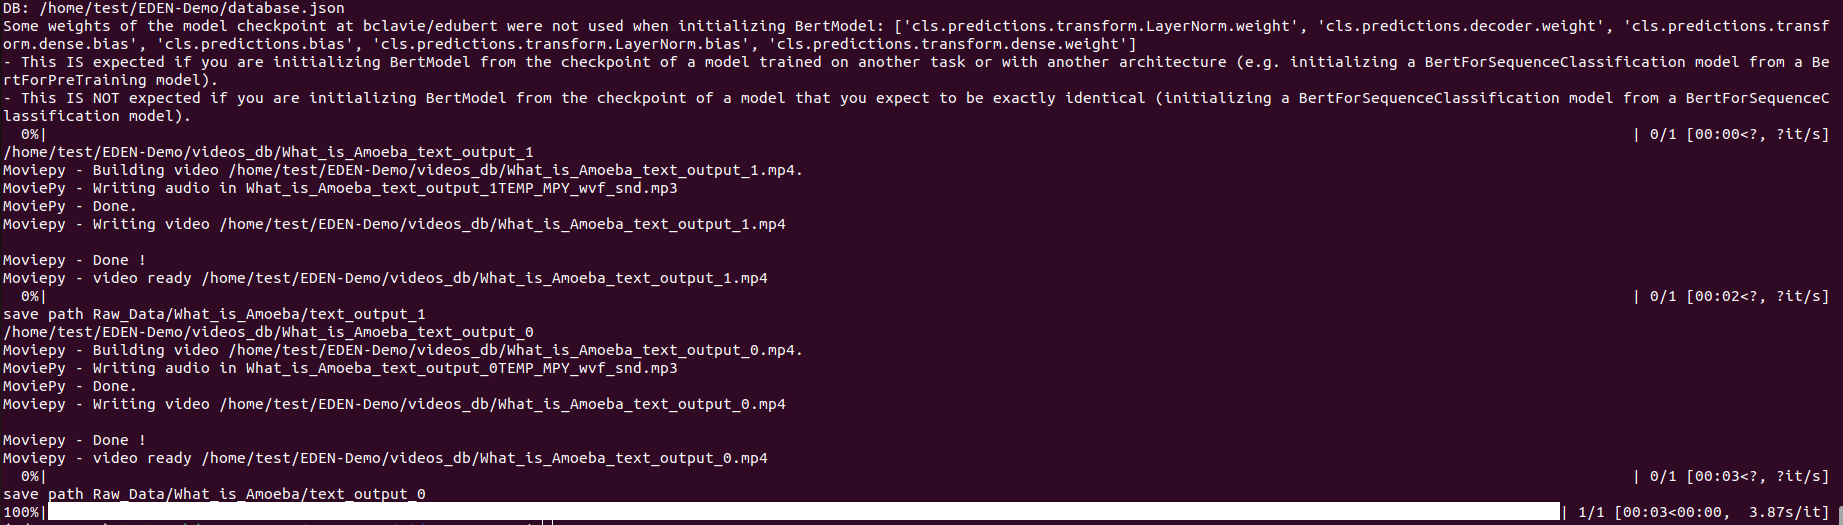 DB: /home/test/EDEN-Demo/database.json
Some weights of the model checkpoint at bclavie/edubert were not used when initializing BertModel: ['cls.predictions.transform.LayerNorm.weight', 'cls.predictions.decoder.weight', 'cls.predictions.transf
orm.dense.bias', 'cls.predictions.bias', 'cls.predictions.transform.LayerNorm.bias', 'cls.predictions.transform.dense.weight']
- This IS expected if you are initializing BertModel from the checkpoint of a model trained on another task or with another architecture (e.g. initializing a BertForSequenceClassification model from a Be
rtForPreTraining model).
- This IS NOT expected if you are initializing BertModel from the checkpoint of a model that you expect to be exactly identical (initializing a BertForSequenceClassification model from a BertForSequenceC
lassification model).
  0%| | 0/1 [00:00<?, ?it/s]
/home/test/EDEN-Demo/videos_db/What_is_Amoeba_text_output_1
Moviepy - Building video /home/test/EDEN-Demo/videos_db/What_is_Amoeba_text_output_1.mp4.
MoviePy - Writing audio in What_is_Amoeba_text_output_1TEMP_MPY_wvf_snd.mp3
MoviePy - Done.
Moviepy - Writing video /home/test/EDEN-Demo/videos_db/What_is_Amoeba_text_output_1.mp4
Moviepy - Done !
Moviepy - video ready /home/test/EDEN-Demo/videos_db/What_is_Amoeba_text_output_1.mp4
  0%| | 0/1 [00:02<?, ?it/s]
save path Raw_Data/What_is_Amoeba/text_output_1
/home/test/EDEN-Demo/videos_db/What_is_Amoeba_text_output_0
Moviepy - Building video /home/test/EDEN-Demo/videos_db/What_is_Amoeba_text_output_0.mp4.
MoviePy - Writing audio in What_is_Amoeba_text_output_0TEMP_MPY_wvf_snd.mp3
MoviePy - Done.
Moviepy - Writing video /home/test/EDEN-Demo/videos_db/What_is_Amoeba_text_output_0.mp4
Moviepy - Done !
Moviepy - video ready /home/test/EDEN-Demo/videos_db/What_is_Amoeba_text_output_0.mp4
  0%| | 0/1 [00:03<?, ?it/s]
save path Raw_Data/What_is_Amoeba/text_output_0
100%| | 1/1 [00:03<00:00,  3.87s/it]